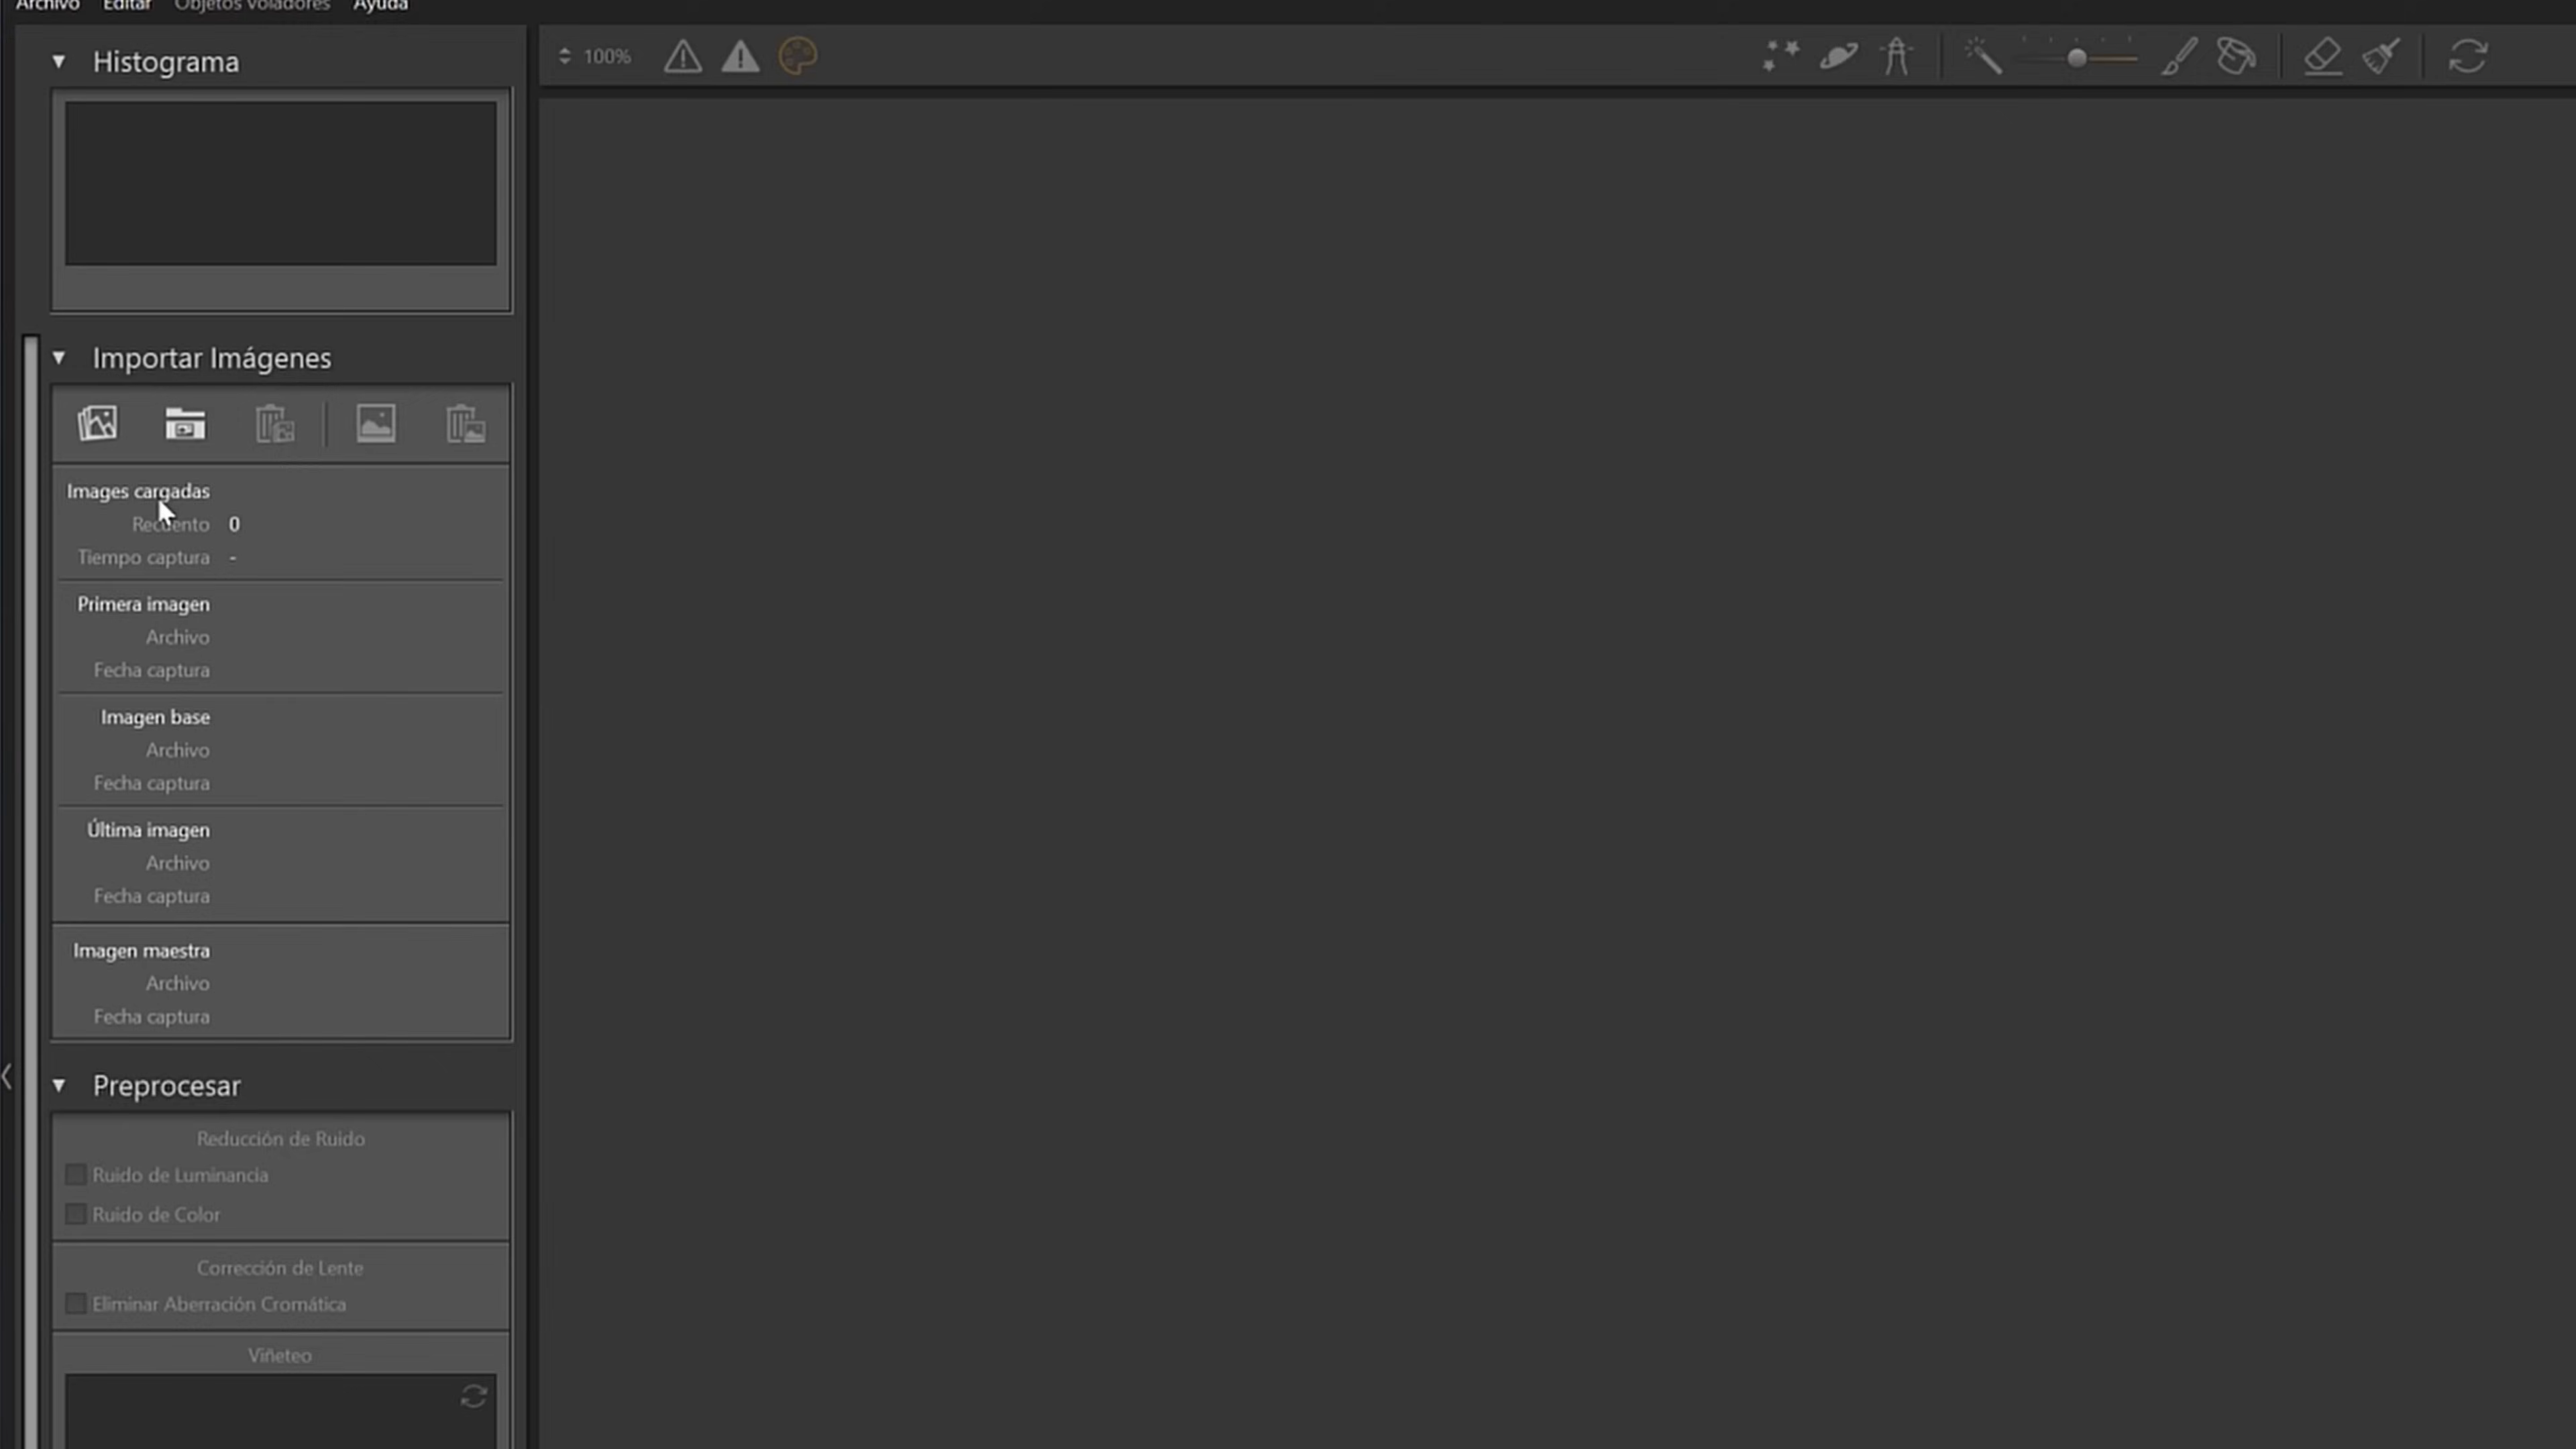 Archivo Editar Objetos Voladores Ayuda
Histograma
100%
Importar Imágenes
Images cargadas
Recuento 0
Tiempo captura -
Primera imagen
Archivo
Fecha captura
Imagen base
Archivo
Fecha captura
Última imagen
Archivo
Fecha captura
Imagen maestra
Archivo
Fecha captura
Preprocesar
Reducción de Ruido
Ruido de Luminancia
Ruido de Color
Corrección de Lente
Eliminar Aberración Cromática
Viñeteo